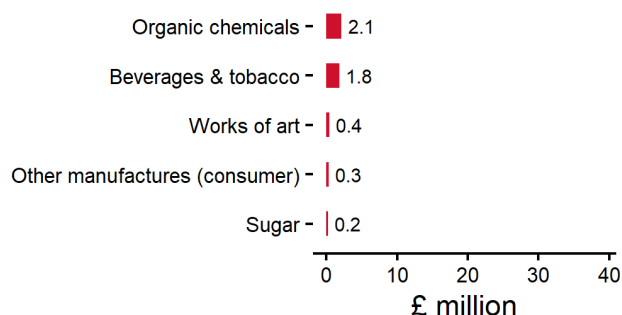 Organic chemicals 2.1
Beverages & tobacco 1.8
Works of art 0.4
Other manufactures (consumer) 0.3
Sugar 0.2
0 10 20 30 40
£ million